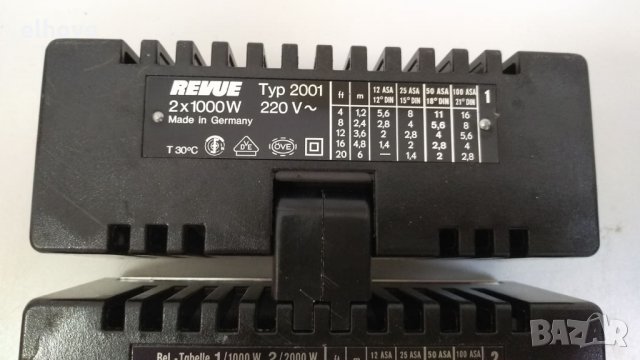 elhove
REVUE Typ 2001
2x1000W 220 V~
Made in Germany
T 30°C
ÖVE
ft m 12 ASA 12° DIN 25 ASA 15° DIN 50 ASA 18° DIN 100 ASA 21° DIN 1
4 1,2 5,6 8 11 16
8 2,4 2,8 4 5,6 8
12 3,6 2 2,8 4 5,6
16 4,8 1,4 2 2,8 4
20 6 — 1,4 2 2,8
Bel.-Tabelle 1/1000 W 2/2000 W ft m 12 ASA 25 ASA 50 ASA 100 ASA 2
BAZAR
bg